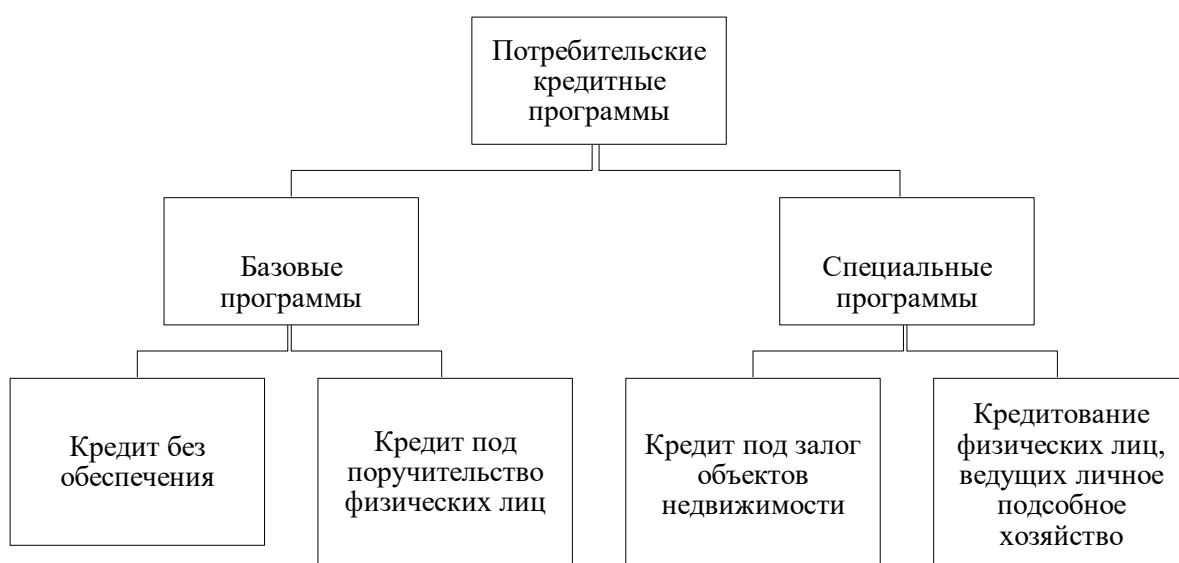 Потребительские
кредитные
программы
Базовые
программы
Специальные
программы
Кредит без
обеспечения
Кредит под
поручительство
физических лиц
Кредит под залог
объектов
недвижимости
Кредитование
физических лиц,
ведущих личное
подсобное
хозяйство